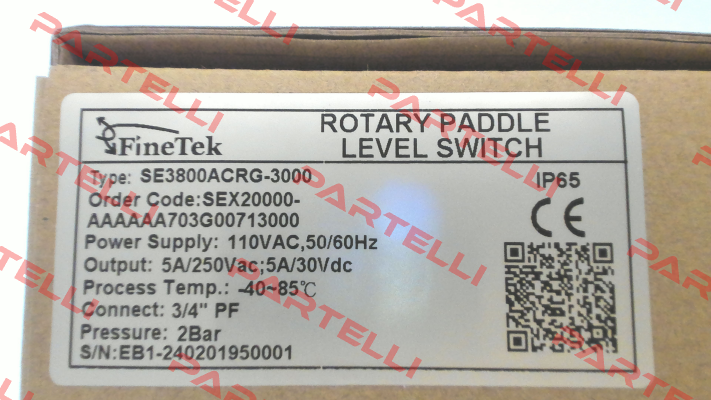 FineTek
ROTARY PADDLE
LEVEL SWITCH
Type: SE3800ACRG-3000
Order Code:SEX20000-
AAAAAA703G00713000
Power Supply: 110VAC,50/60Hz
Output: 5A/250Vac;5A/30Vdc
Process Temp.: -40~85℃
Connect: 3/4" PF
Pressure: 2Bar
S/N:EB1-240201950001
IP65
CE
PARTELLI
PARTELLI
PARTELLI
PARTELLI
PARTELLI
PARTELLI
PARTELLI